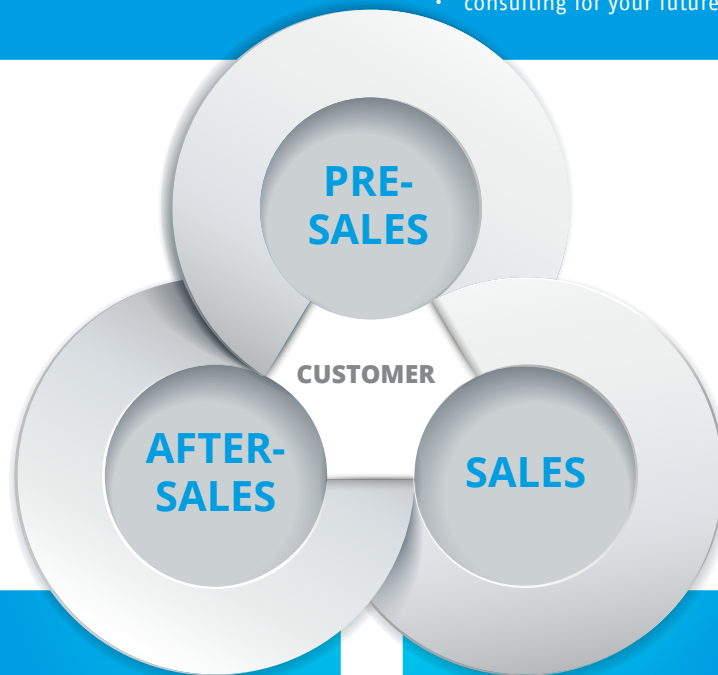 • consulting for your future
PRE-
SALES
CUSTOMER
AFTER-
SALES
SALES